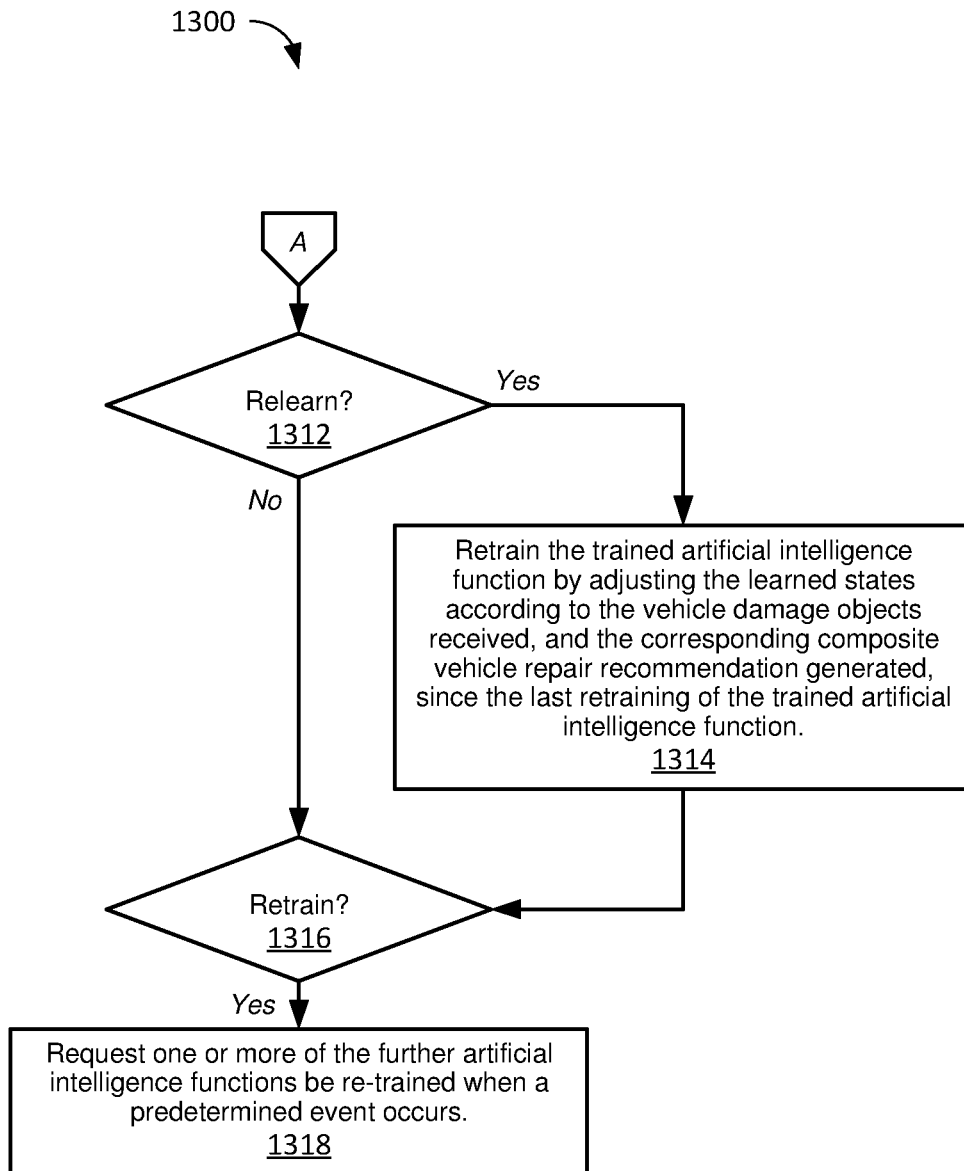 1300
A
Relearn?
1312
Yes
No
Retrain the trained artificial intelligence
function by adjusting the learned states
according to the vehicle damage objects
received, and the corresponding composite
vehicle repair recommendation generated,
since the last retraining of the trained artificial
intelligence function.
1314
Retrain?
1316
Yes
Request one or more of the further artificial
intelligence functions be re-trained when a
predetermined event occurs.
1318